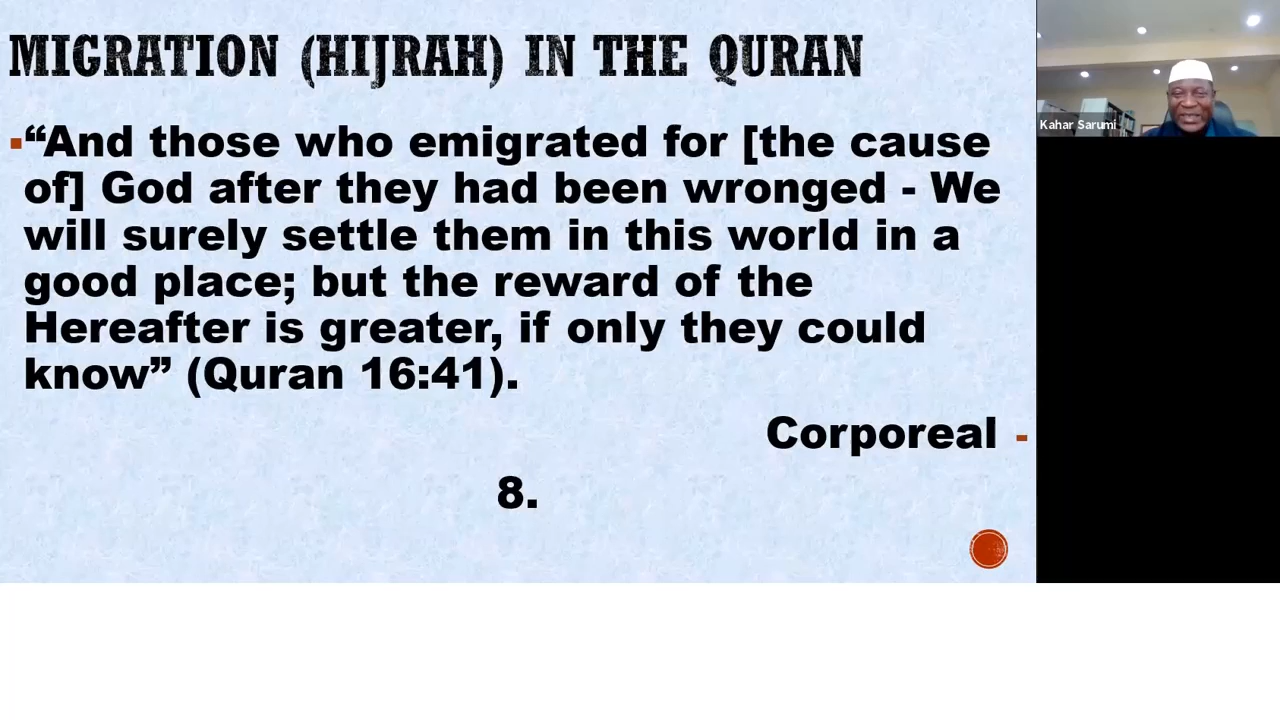 MIGRATION (HIJRAH) IN THE QURAN
“And those who emigrated for [the cause
of] God after they had been wronged - We
will surely settle them in this world in a
good place; but the reward of the
Hereafter is greater, if only they could
know” (Quran 16:41).
Corporeal -
8.
Kahar Sarumi